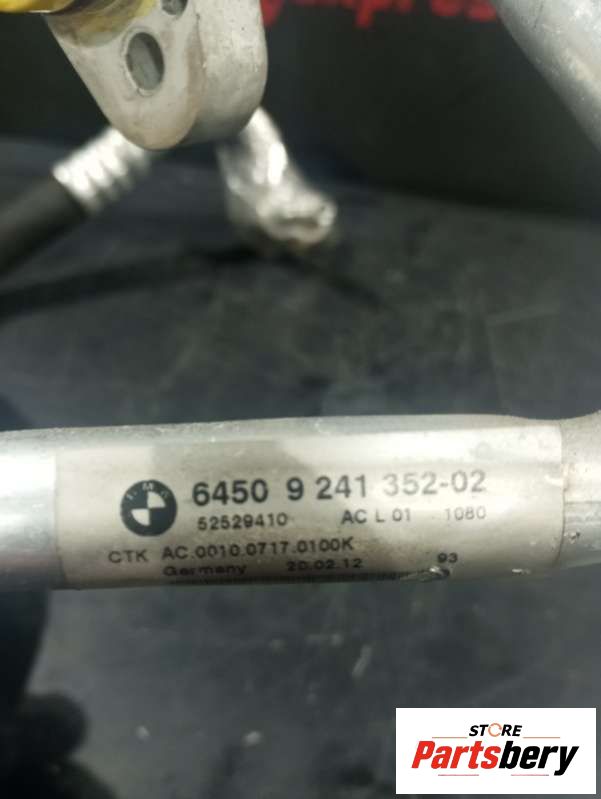 BMW
6450 9 241 352-02
52529410 AC L 01 1080
CTK AC.0010.0717.0100K
Germany 20.02.12 93
STORE
Partsbery